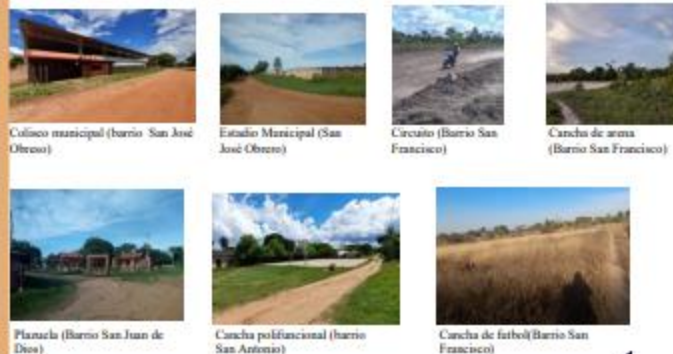 Coliseo municipal (barrio San José
Obreso)
Estadio Municipal (San
José Obrero)
Circuito (Barrio San
Francisco)
Cancha de arena
(Barrio San Francisco)
Plazuela (Barrio San Juan de
Dios)
Cancha polifuncional (barrio
San Antonio)
Cancha de futbol(Barrio San
Francisco)